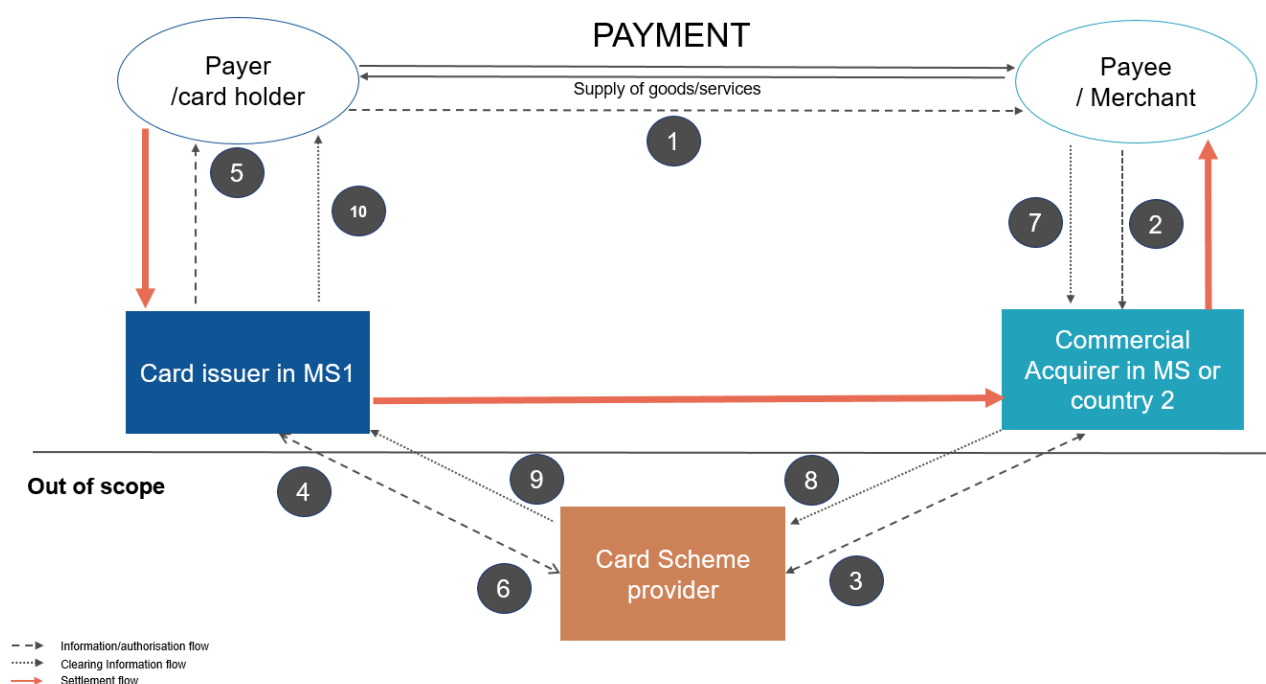 PAYMENT
Payer
/card holder
Payee
/ Merchant
Supply of goods/services
1
5
10
7
2
Card issuer in MS1
Commercial
Acquirer in MS or
country 2
Out of scope
4
9
8
6
3
Card Scheme
provider
Information/authorisation flow
Clearing Information flow
Settlement flow